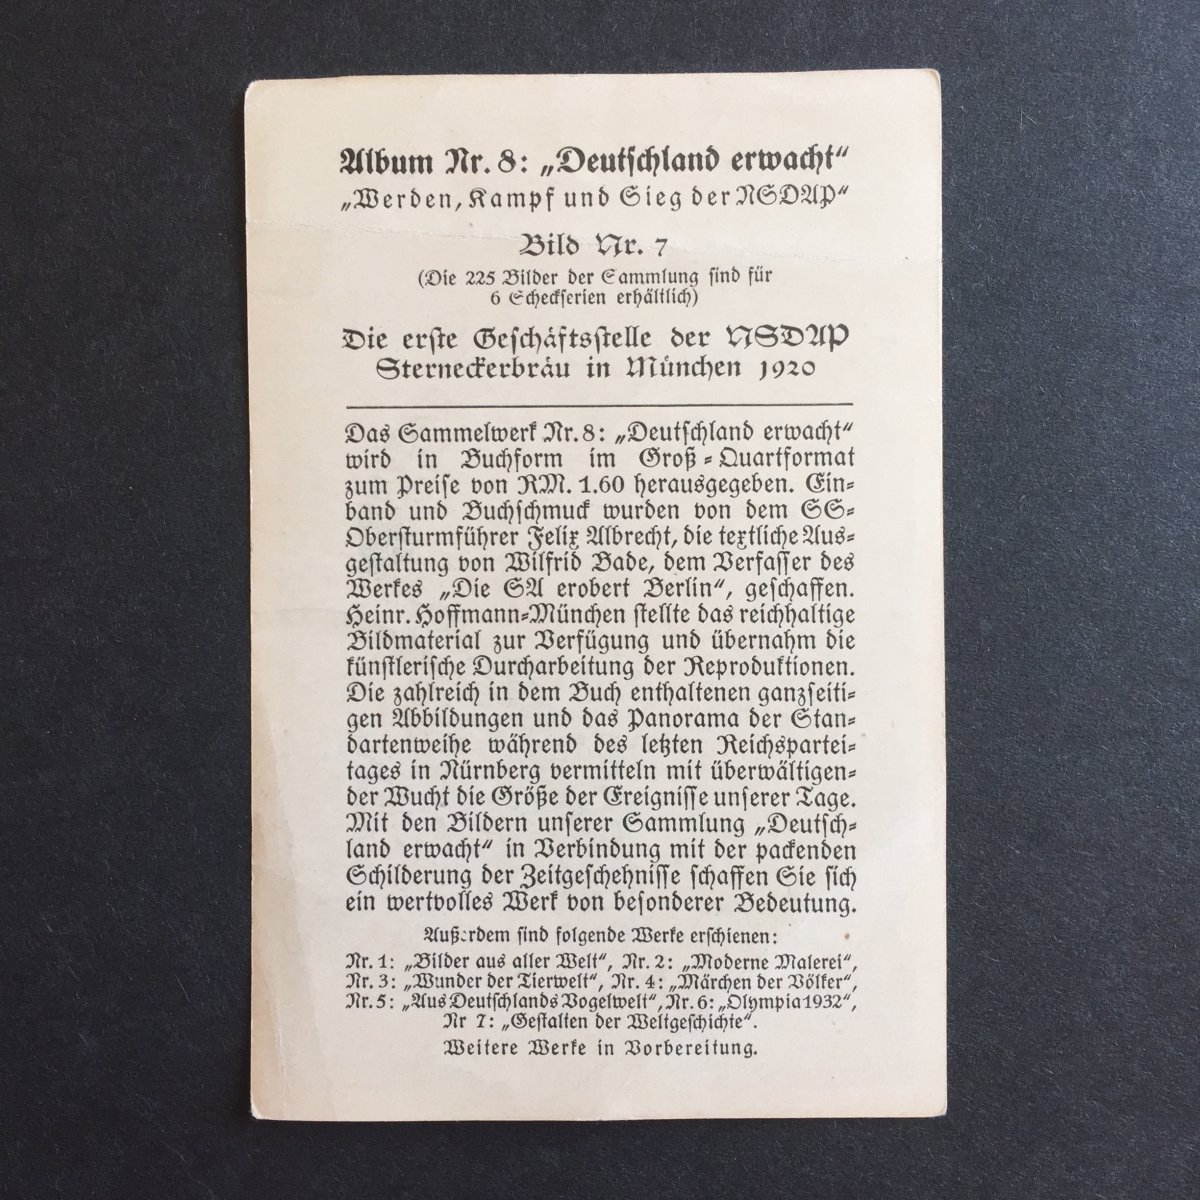 Album Nr. 8: „Deutschland erwacht“
„Werden, Kampf und Sieg der NSDAP“
Bild Nr. 7
(Die 225 Bilder der Sammlung sind für
6 Scheckserien erhältlich)
Die erste Geschäftsstelle der NSDAP
Sterneckerbräu in München 1920
Das Sammelwerk Nr. 8: „Deutschland erwacht“
wird in Buchform im Groß-Quartformat
zum Preise von RM. 1.60 herausgegeben. Ein-
band und Buchschmuck wurden von dem SS-
Obersturmführer Felix Albrecht, die textliche Aus-
gestaltung von Wilfrid Bade, dem Verfasser des
Werkes „Die SA erobert Berlin“, geschaffen.
Heinr. Hoffmann-München stellte das reichhaltige
Bildmaterial zur Verfügung und übernahm die
künstlerische Durcharbeitung der Reproduktionen.
Die zahlreich in dem Buch enthaltenen ganzseiti-
gen Abbildungen und das Panorama der Stan-
dartenweihe während des letzten Reichspartei-
tages in Nürnberg vermitteln mit überwältigen-
der Wucht die Größe der Ereignisse unserer Tage.
Mit den Bildern unserer Sammlung „Deutsch-
land erwacht“ in Verbindung mit der packenden
Schilderung der Zeitgeschehnisse schaffen Sie sich
ein wertvolles Werk von besonderer Bedeutung.
Außerdem sind folgende Werke erschienen:
Nr. 1: „Bilder aus aller Welt“, Nr. 2: „Moderne Malerei“,
Nr. 3: „Wunder der Tierwelt“, Nr. 4: „Märchen der Völker“,
Nr. 5: „Aus Deutschlands Vogelwelt“, Nr. 6: „Olympia 1932“,
Nr 7: „Gestalten der Weltgeschichte“.
Weitere Werke in Vorbereitung.